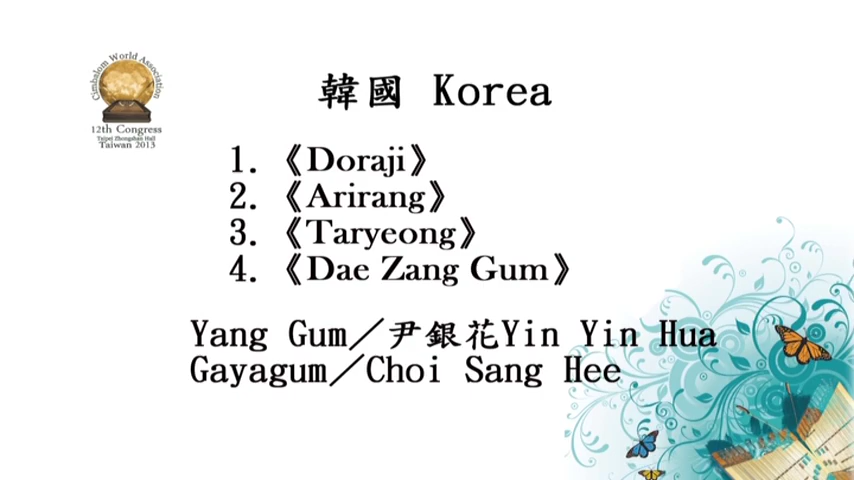 Cimbalom World Association
12th Congress
Taipei Zhongshan Hall
Taiwan 2013
韓國 Korea
1. 《Doraji》
2. 《Arirang》
3. 《Taryeong》
4. 《Dae Zang Gum》
Yang Gum／尹銀花Yin Yin Hua
Gayagum／Choi Sang Hee